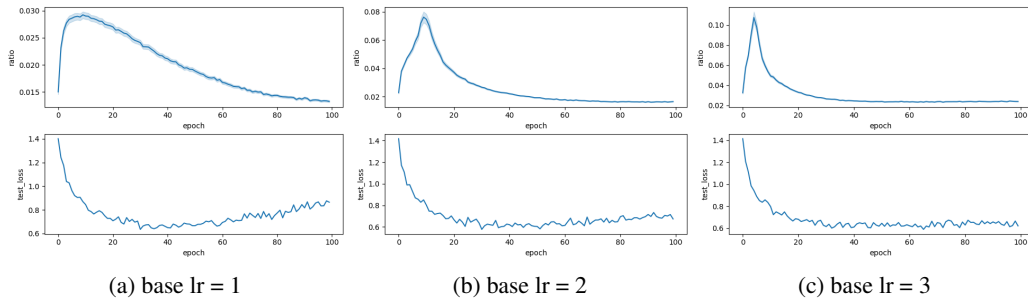 0.030
0.025
0.020
0.015
ratio
0 20 40 60 80 100
epoch
1.4
1.2
1.0
0.8
0.6
test_loss
0 20 40 60 80 100
epoch
(a) base lr = 1
0.08
0.06
0.04
0.02
ratio
0 20 40 60 80 100
epoch
1.4
1.2
1.0
0.8
0.6
test_loss
0 20 40 60 80 100
epoch
(b) base lr = 2
0.10
0.08
0.06
0.04
0.02
ratio
0 20 40 60 80 100
epoch
1.4
1.2
1.0
0.8
0.6
test_loss
0 20 40 60 80 100
epoch
(c) base lr = 3